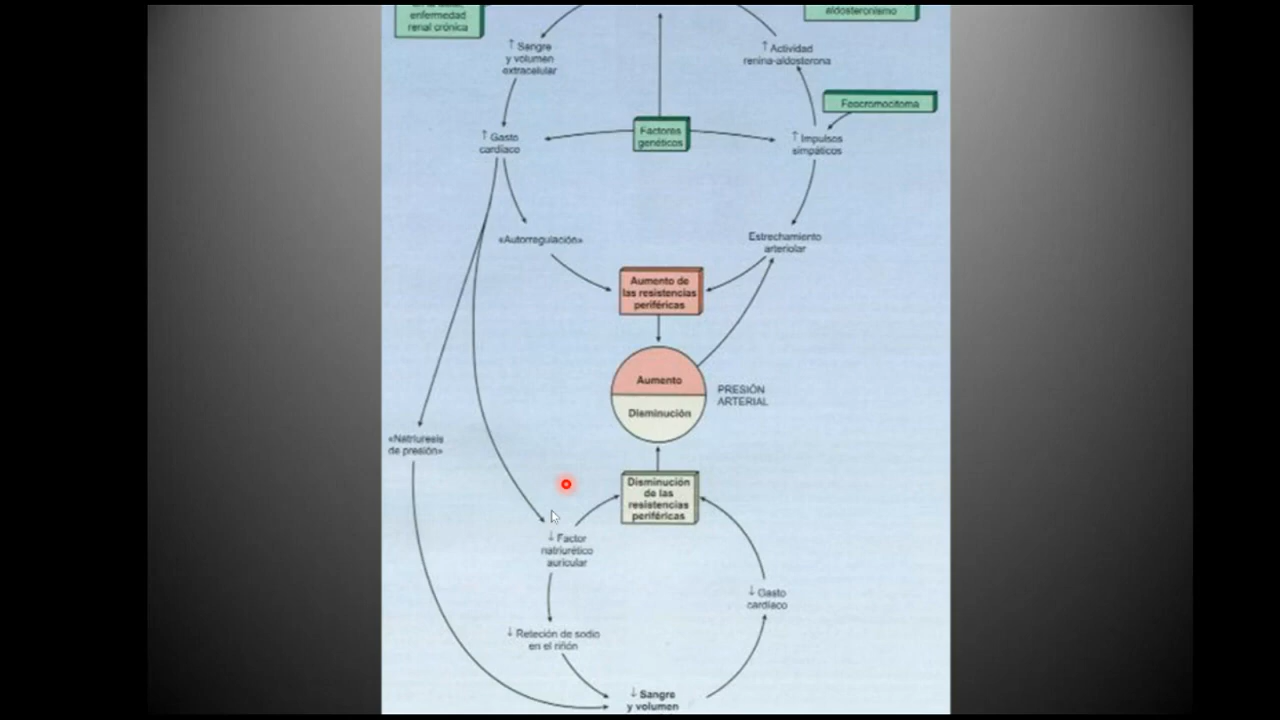 enfermedad
renal crónica
aldosteronismo
↑ Sangre
y volumen
extracelular
↑ Actividad
renina-aldosterona
Feocromocitoma
Factores
genéticos
↑ Gasto
cardíaco
↑ Impulsos
simpáticos
«Autorregulación»
Estrechamiento
arteriolar
Aumento de
las resistencias
periféricas
Aumento
Disminución
PRESIÓN
ARTERIAL
«Natriuresis
de presión»
Disminución
de las
resistencias
periféricas
↓ Factor
natriurético
auricular
↓ Gasto
cardíaco
↓ Reteción de sodio
en el riñón
↓ Sangre
y volumen